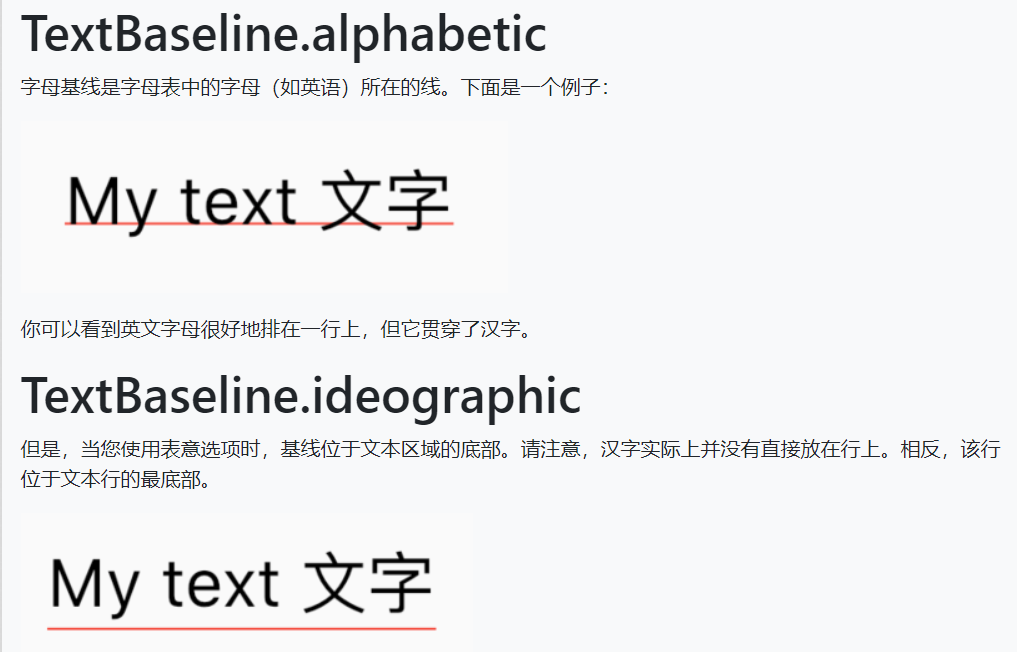 TextBaseline.alphabetic
字母基线是字母表中的字母（如英语）所在的线。下面是一个例子：
My text 文字
你可以看到英文字母很好地排在一行上，但它贯穿了汉字。
TextBaseline.ideographic
但是，当您使用表意选项时，基线位于文本区域的底部。请注意，汉字实际上并没有直接放在行上。相反，该行
位于文本行的最底部。
My text 文字